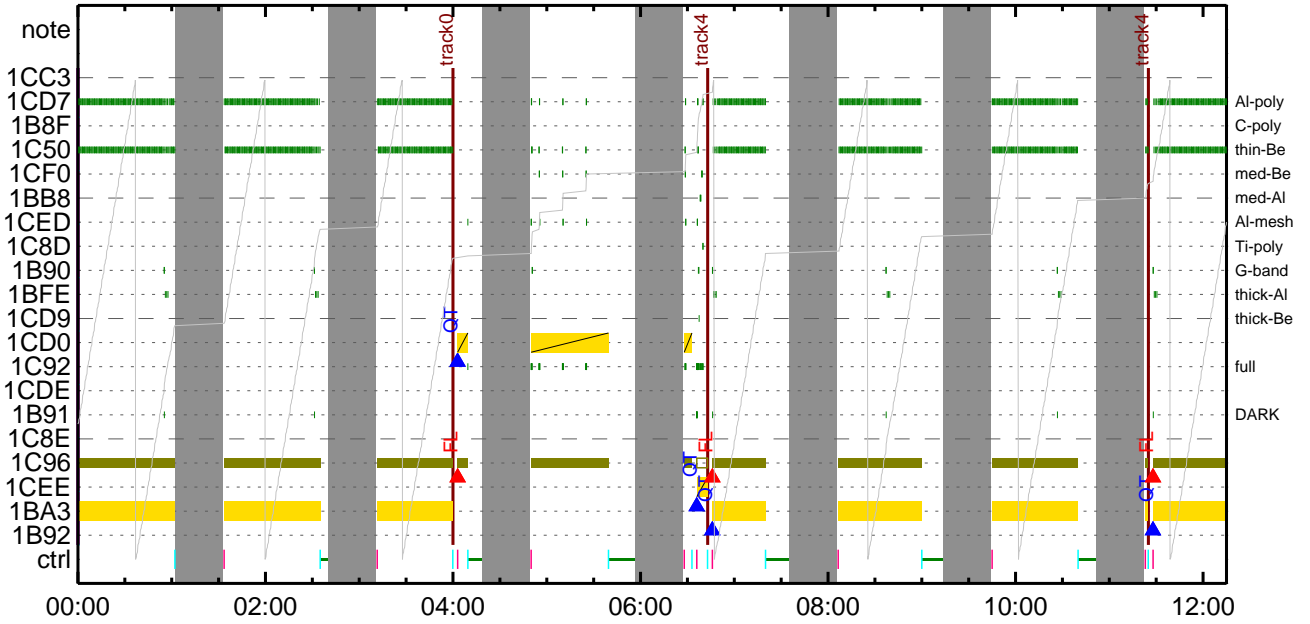 note
track0
track4
track4
1CC3
1CD7 Al-poly
1B8F C-poly
1C50 thin-Be
1CF0 med-Be
1BB8 med-Al
1CED Al-mesh
1C8D Ti-poly
1B90 G-band
1BFE thick-Al
1CD9 thick-Be
QT
1CD0
1C92 full
1CDE
1B91 DARK
1C8E
FL
FL
FL
1C96
QT
1CEE
QT
QT
1BA3
1B92
ctrl
00:00 02:00 04:00 06:00 08:00 10:00 12:00